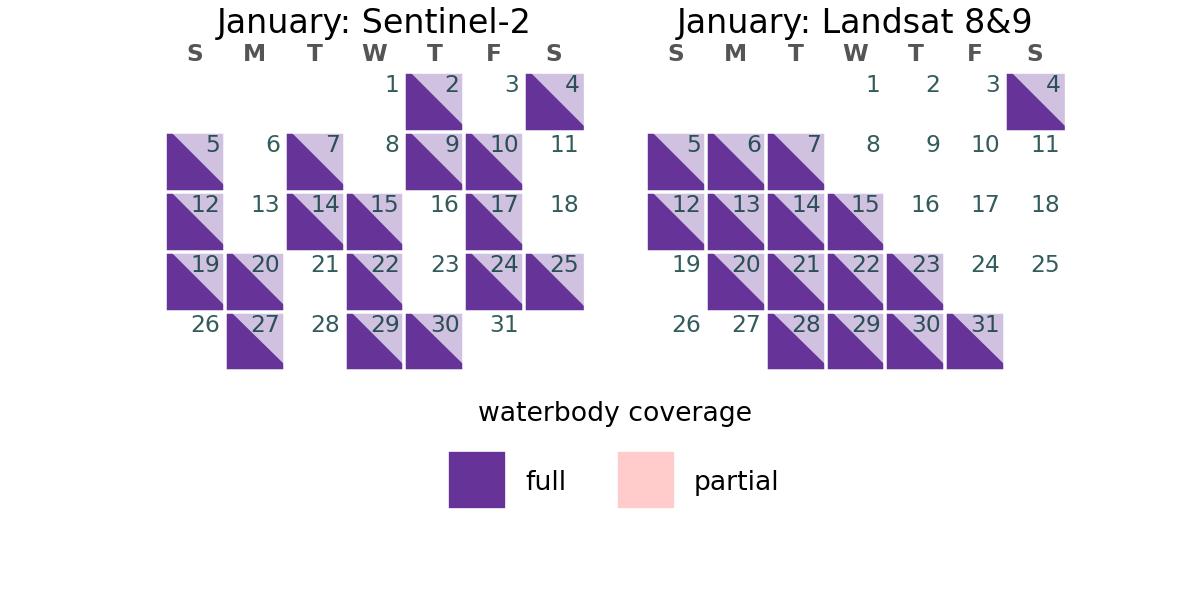 January: Sentinel-2
S M T W T F S
1 2 3 4
5 6 7 8 9 10 11
12 13 14 15 16 17 18
19 20 21 22 23 24 25
26 27 28 29 30 31
January: Landsat 8&9
S M T W T F S
1 2 3 4
5 6 7 8 9 10 11
12 13 14 15 16 17 18
19 20 21 22 23 24 25
26 27 28 29 30 31
waterbody coverage
full partial